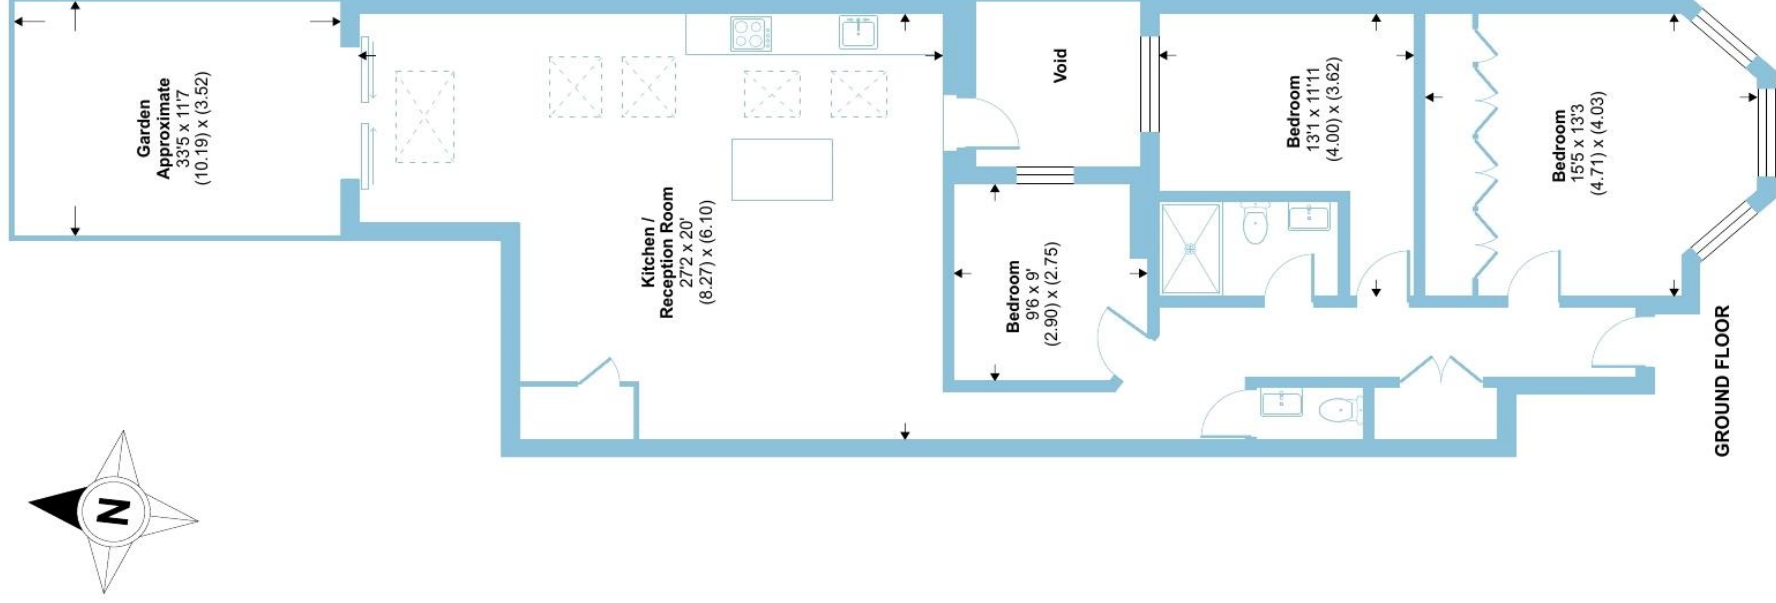 Garden
Approximate
33'5 x 11'7
(10.19) x (3.52)
Kitchen /
Reception Room
27'2 x 20'
(8.27) x (6.10)
Void
Bedroom
9'6 x 9'
(2.90) x (2.75)
Bedroom
13'1 x 11'11
(4.00) x (3.62)
Bedroom
15'5 x 13'3
(4.71) x (4.03)
GROUND FLOOR
N